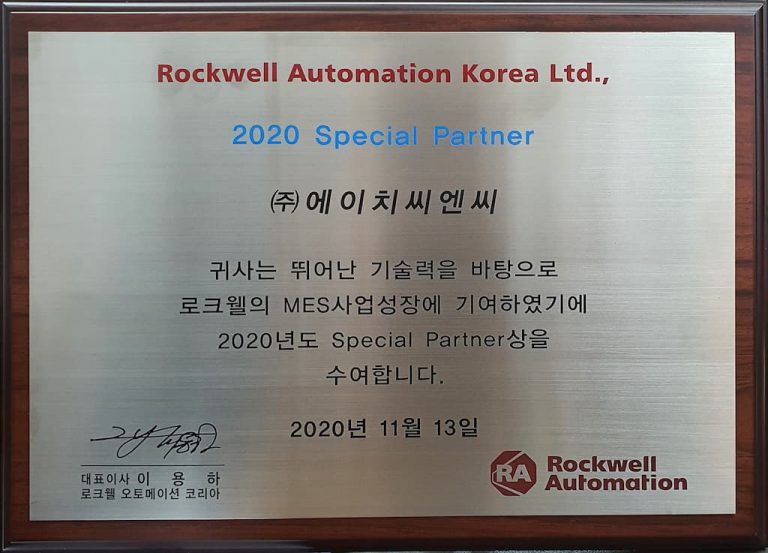 Rockwell Automation Korea Ltd.,
2020 Special Partner
㈜에이치씨엔씨
귀사는 뛰어난 기술력을 바탕으로
로크웰의 MES사업성장에 기여하였기에
2020년도 Special Partner상을
수여합니다.
2020년 11월 13일
대표이사 이 용 하
로크웰 오토메이션 코리아
RA
Rockwell
Automation